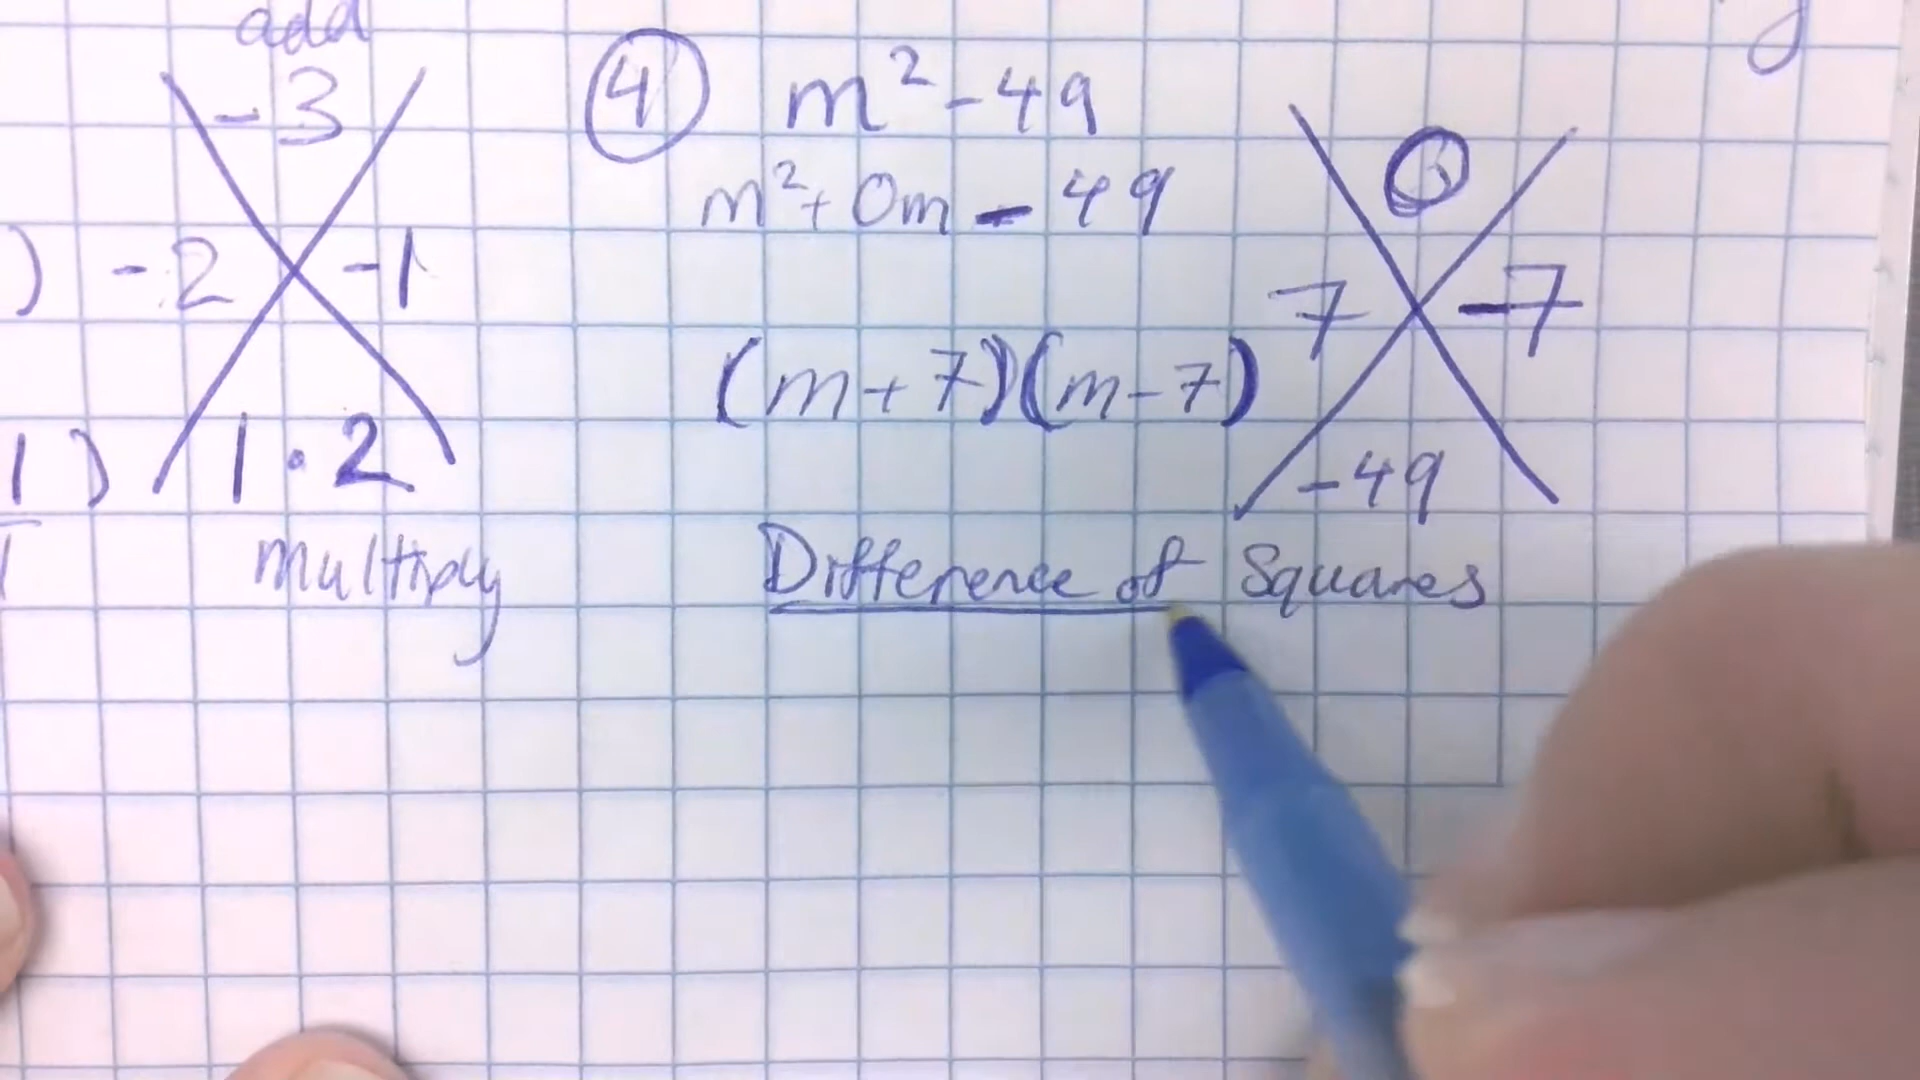 add
-3
) -2 -1
1) 1 . 2
multiply
④ m² - 49
m² + 0m - 49
(m + 7)(m - 7)
0
7 -7
-49
Difference of Squares